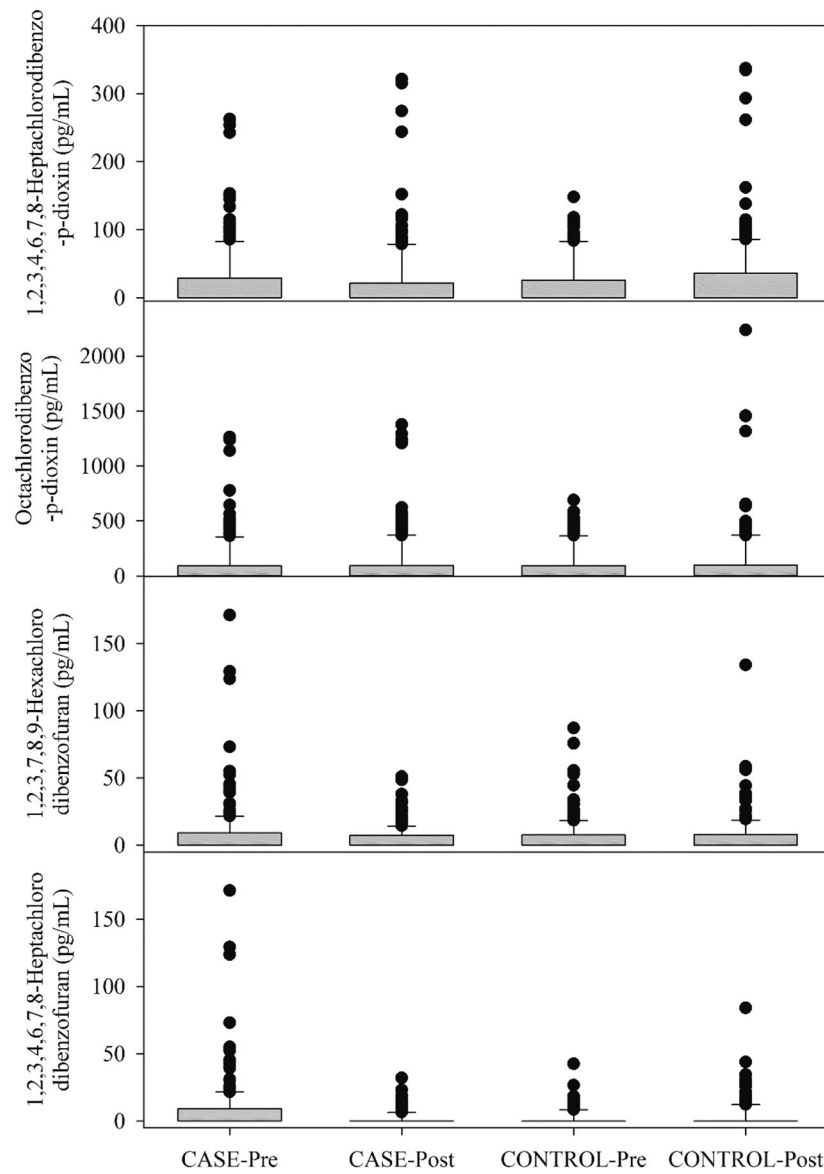 1,2,3,4,6,7,8-Heptachlorodibenzo
-p-dioxin (pg/mL)
400
300
200
100
0
Octachlorodibenzo
-p-dioxin (pg/mL)
2000
1500
1000
500
0
1,2,3,7,8,9-Hexachloro
dibenzofuran (pg/mL)
150
100
50
0
1,2,3,4,6,7,8-Heptachloro
dibenzofuran (pg/mL)
150
100
50
0
CASE-Pre CASE-Post CONTROL-Pre CONTROL-Post